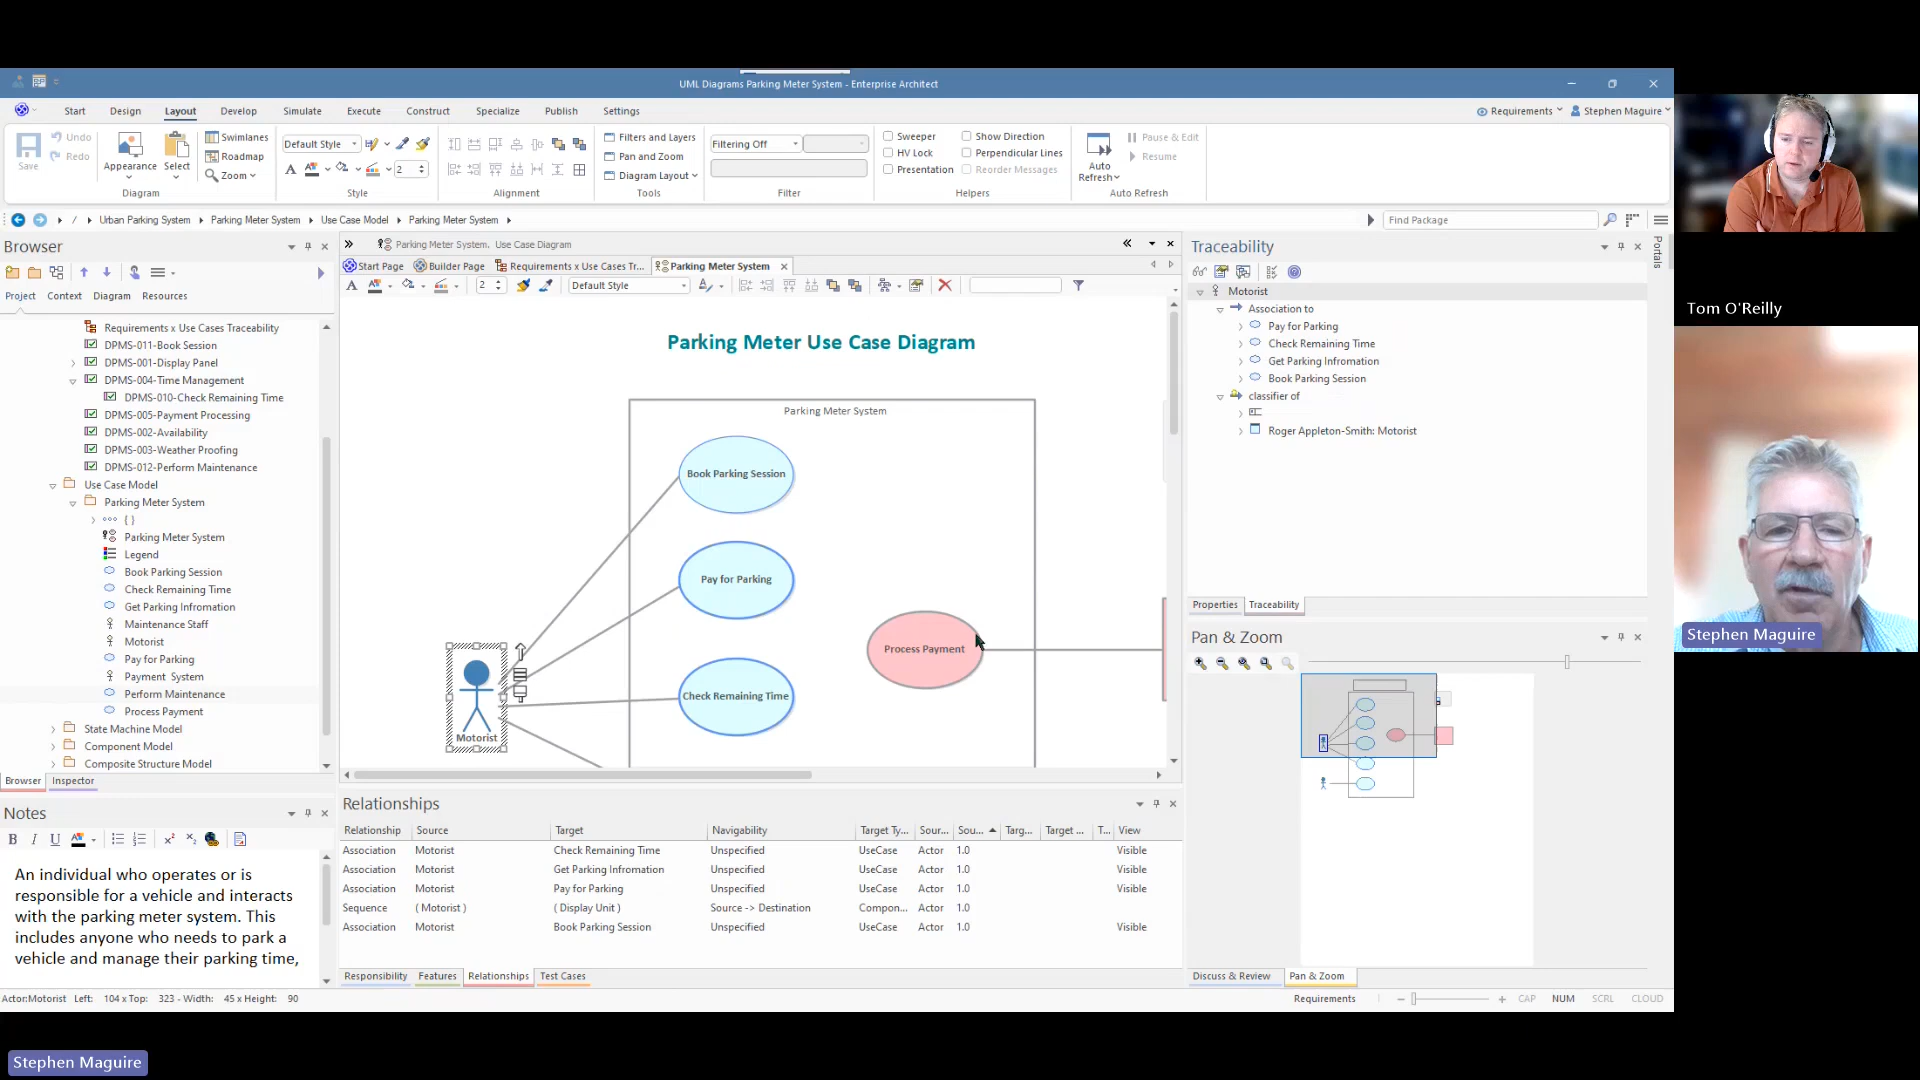 UML Diagrams Parking Meter System - Enterprise Architect
Start Design Layout Develop Simulate Execute Construct Specialize Publish Settings
Requirements Stephen Maguire
Save Undo Redo
Appearance Select Swimlanes Roadmap Zoom
Diagram
Default Style
2
Style
Alignment
Filters and Layers
Pan and Zoom
Diagram Layout
Tools
Filtering Off
Filter
Sweeper Show Direction
HV Lock Perpendicular Lines
Presentation Reorder Messages
Helpers
Auto Refresh
Pause & Edit
Resume
Auto Refresh
/ Urban Parking System Parking Meter System Use Case Model Parking Meter System
Find Package
Portals
Browser
Project Context Diagram Resources
Requirements x Use Cases Traceability
DPMS-011-Book Session
DPMS-001-Display Panel
DPMS-004-Time Management
DPMS-010-Check Remaining Time
DPMS-005-Payment Processing
DPMS-002-Availability
DPMS-003-Weather Proofing
DPMS-012-Perform Maintenance
Use Case Model
Parking Meter System
{ }
Parking Meter System
Legend
Book Parking Session
Check Remaining Time
Get Parking Infromation
Maintenance Staff
Motorist
Pay for Parking
Payment System
Perform Maintenance
Process Payment
State Machine Model
Component Model
Composite Structure Model
Browser Inspector
Notes
B I U
An individual who operates or is
responsible for a vehicle and interacts
with the parking meter system. This
includes anyone who needs to park a
vehicle and manage their parking time,
Parking Meter System. Use Case Diagram
Start Page Builder Page Requirements x Use Cases Tr... Parking Meter System
2 Default Style
Parking Meter Use Case Diagram
Parking Meter System
Book Parking Session
Pay for Parking
Process Payment
Check Remaining Time
Motorist
Relationships
Relationship Source Target Navigability Target Ty... Sour... Sou... Targ... Target ... T... View
Association Motorist Check Remaining Time Unspecified UseCase Actor 1.0 Visible
Association Motorist Get Parking Infromation Unspecified UseCase Actor 1.0 Visible
Association Motorist Pay for Parking Unspecified UseCase Actor 1.0 Visible
Sequence ( Motorist ) ( Display Unit ) Source -> Destination Compon... Actor 1.0
Association Motorist Book Parking Session Unspecified UseCase Actor 1.0 Visible
Responsibility Features Relationships Test Cases
Traceability
Motorist
Association to
Pay for Parking
Check Remaining Time
Get Parking Infromation
Book Parking Session
classifier of
Roger Appleton-Smith: Motorist
Properties Traceability
Pan & Zoom
Discuss & Review Pan & Zoom
Actor:Motorist Left: 104 x Top: 323 - Width: 45 x Height: 90
Requirements CAP NUM SCRL CLOUD
Tom O'Reilly
Stephen Maguire
Stephen Maguire